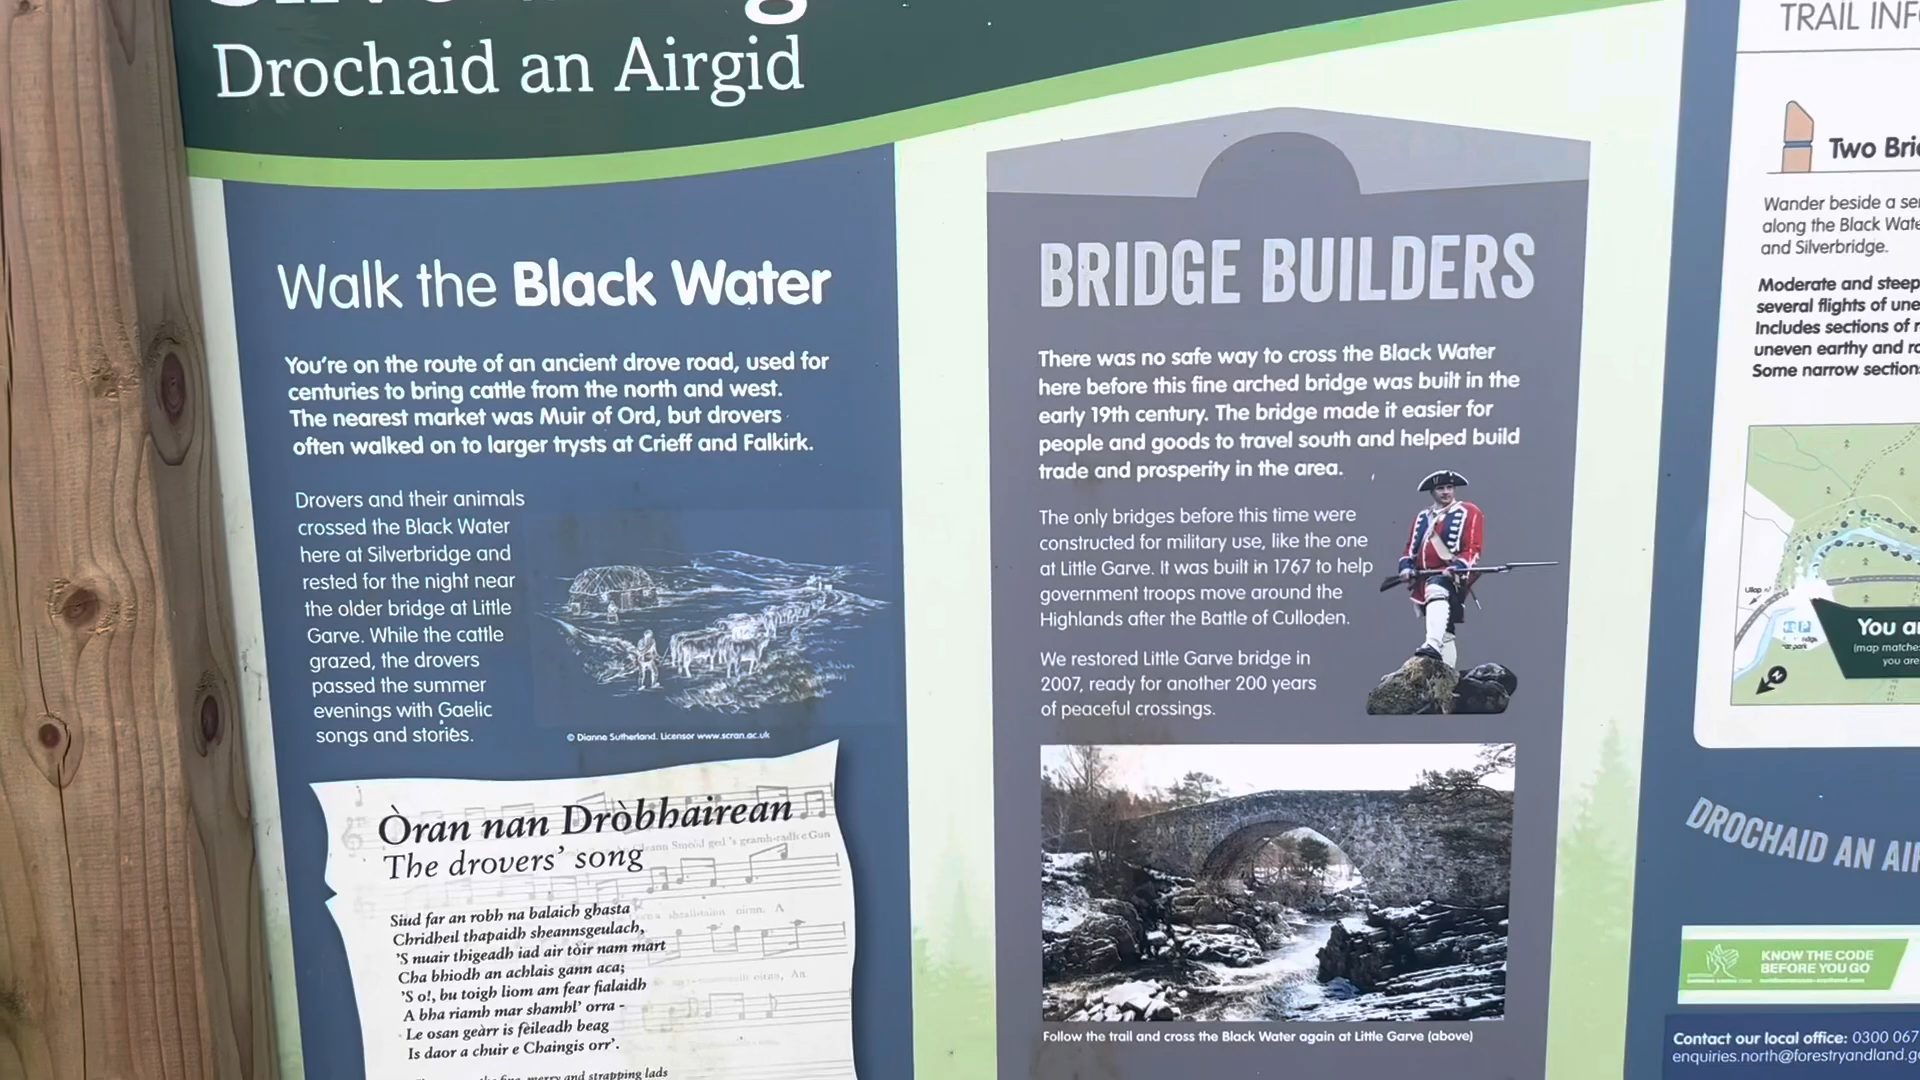 Drochaid an Airgid
Walk the Black Water
You're on the route of an ancient drove road, used for
centuries to bring cattle from the north and west.
The nearest market was Muir of Ord, but drovers
often walked on to larger trysts at Crieff and Falkirk.
Drovers and their animals
crossed the Black Water
here at Silverbridge and
rested for the night near
the older bridge at Little
Garve. While the cattle
grazed, the drovers
passed the summer
evenings with Gaelic
songs and stories.
© Dianne Sutherland. Licensor www.scran.ac.uk
Òran nan Dròbhairean
The drovers' song
Siud far an robh na balaich ghasta
Chridheil thapaidh sheannsgeulach,
'S nuair thigeadh iad air tòir nam mart
Cha bhiodh an achlais gann aca;
'S o!, bu toigh liom am fear fialaidh
A bha riamh mar shamhl' orra -
Le osan geàrr is fèileadh beag
Is daor a chuir e Chaingis orr'.
merry and strapping lads
BRIDGE BUILDERS
There was no safe way to cross the Black Water
here before this fine arched bridge was built in the
early 19th century. The bridge made it easier for
people and goods to travel south and helped build
trade and prosperity in the area.
The only bridges before this time were
constructed for military use, like the one
at Little Garve. It was built in 1767 to help
government troops move around the
Highlands after the Battle of Culloden.
We restored Little Garve bridge in
2007, ready for another 200 years
of peaceful crossings.
Follow the trail and cross the Black Water again at Little Garve (above)
TRAIL INF
Two Bri
Wander beside a se
along the Black Wat
and Silverbridge.
Moderate and steep
several flights of une
Includes sections of
uneven earthy and
Some narrow section
You a
(map matche
you are
DROCHAID AN AI
KNOW THE CODE
BEFORE YOU GO
Contact our local office: 0300 067
enquiries.north@forestryandland.g